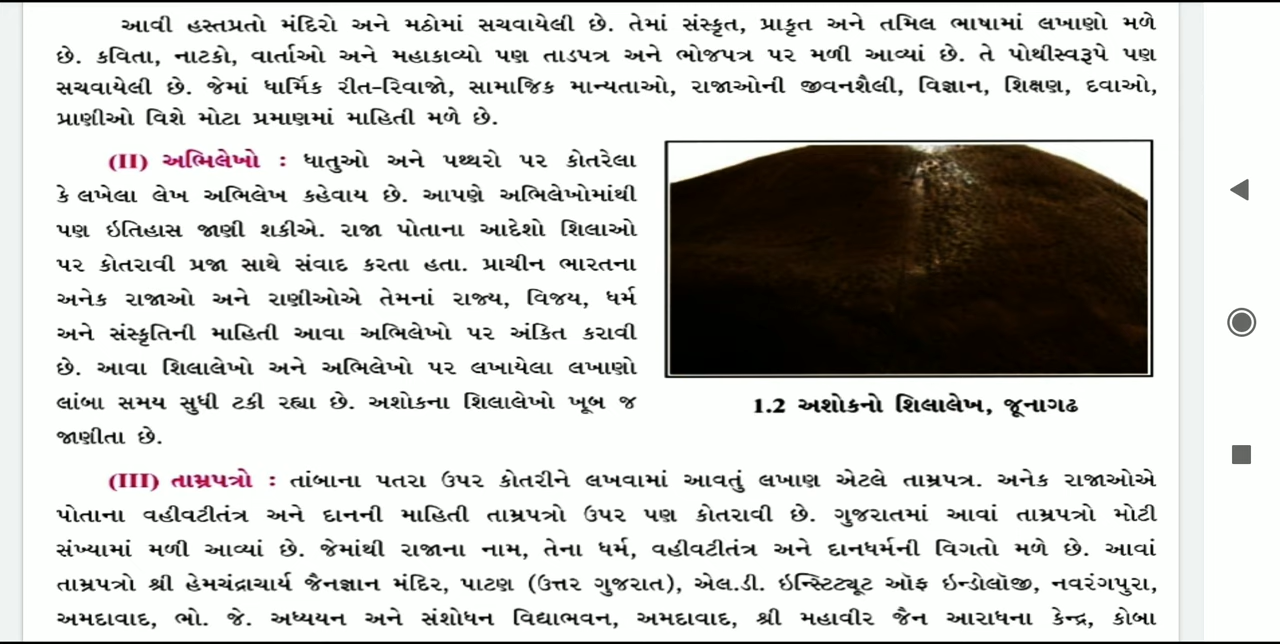 આવી હસ્તપ્રતો મંદિરો અને મઠોમાં સચવાયેલી છે. તેમાં સંસ્કૃત, પ્રાકૃત અને તમિલ ભાષામાં લખાણો મળે
છે. કવિતા, નાટકો, વાર્તાઓ અને મહાકાવ્યો પણ તાડપત્ર અને ભોજપત્ર પર મળી આવ્યાં છે. તે પોથીસ્વરૂપે પણ
સચવાયેલી છે. જેમાં ધાર્મિક રીત-રિવાજો, સામાજિક માન્યતાઓ, રાજાઓની જીવનશૈલી, વિજ્ઞાન, શિક્ષણ, દવાઓ,
પ્રાણીઓ વિશે મોટા પ્રમાણમાં માહિતી મળે છે.
(II) અભિલેખો : ધાતુઓ અને પથ્થરો પર કોતરેલા
કે લખેલા લેખ અભિલેખ કહેવાય છે. આપણે અભિલેખોમાંથી
પણ ઇતિહાસ જાણી શકીએ. રાજા પોતાના આદેશો શિલાઓ
પર કોતરાવી પ્રજા સાથે સંવાદ કરતા હતા. પ્રાચીન ભારતના
અનેક રાજાઓ અને રાણીઓએ તેમનાં રાજ્ય, વિજય, ધર્મ
અને સંસ્કૃતિની માહિતી આવા અભિલેખો પર અંકિત કરાવી
છે. આવા શિલાલેખો અને અભિલેખો પર લખાયેલા લખાણો
લાંબા સમય સુધી ટકી રહ્યા છે. અશોકના શિલાલેખો ખૂબ જ
જાણીતા છે.
1.2 અશોકનો શિલાલેખ, જૂનાગઢ
(III) તામ્રપત્રો : તાંબાના પતરા ઉપર કોતરીને લખવામાં આવતું લખાણ એટલે તામ્રપત્ર. અનેક રાજાઓએ
પોતાના વહીવટીતંત્ર અને દાનની માહિતી તામ્રપત્રો ઉપર પણ કોતરાવી છે. ગુજરાતમાં આવાં તામ્રપત્રો મોટી
સંખ્યામાં મળી આવ્યાં છે. જેમાંથી રાજાના નામ, તેના ધર્મ, વહીવટીતંત્ર અને દાનધર્મની વિગતો મળે છે. આવાં
તામ્રપત્રો શ્રી હેમચંદ્રાચાર્ય જૈનજ્ઞાન મંદિર, પાટણ (ઉત્તર ગુજરાત), એલ.ડી. ઇન્સ્ટિટ્યૂટ ઑફ ઇન્ડોલૉજી, નવરંગપુરા,
અમદાવાદ, ભો. જે. અધ્યયન અને સંશોધન વિદ્યાભવન, અમદાવાદ, શ્રી મહાવીર જૈન આરાધના કેન્દ્ર, કોબા